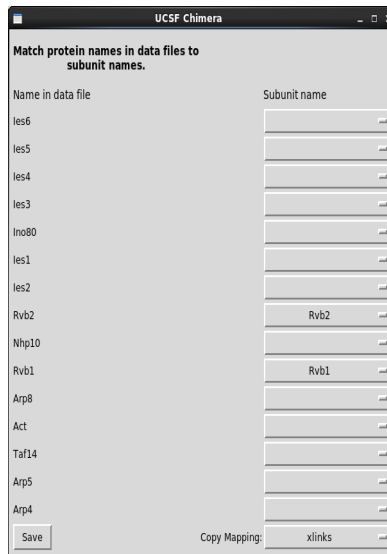 UCSF Chimera
Match protein names in data files to
subunit names.
Name in data file Subunit name
Ies6
Ies5
Ies4
Ies3
Ino80
Ies1
Ies2
Rvb2 Rvb2
Nhp10
Rvb1 Rvb1
Arp8
Act
Taf14
Arp5
Arp4
Save Copy Mapping: xlinks